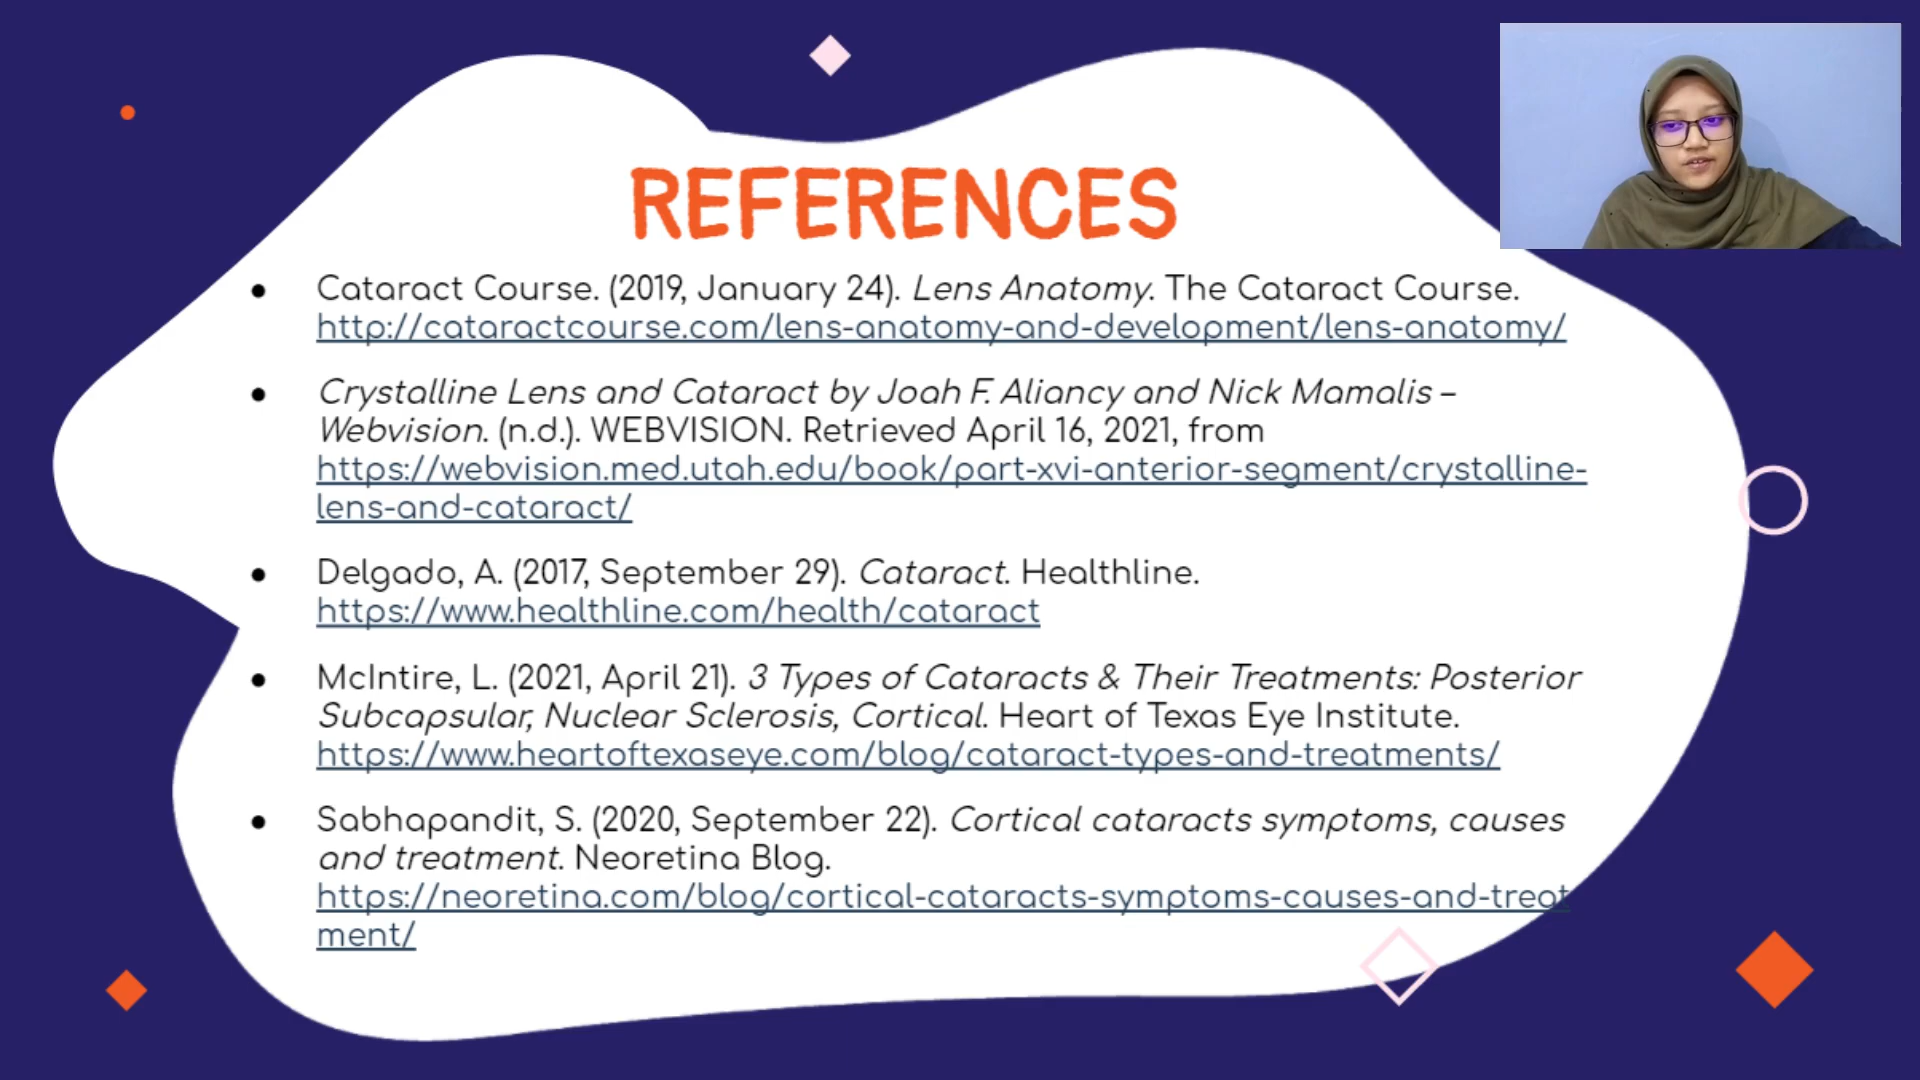 REFERENCES
● Cataract Course. (2019, January 24). Lens Anatomy. The Cataract Course.
http://cataractcourse.com/lens-anatomy-and-development/lens-anatomy/
● Crystalline Lens and Cataract by Joah F. Aliancy and Nick Mamalis –
Webvision. (n.d.). WEBVISION. Retrieved April 16, 2021, from
https://webvision.med.utah.edu/book/part-xvi-anterior-segment/crystalline-
lens-and-cataract/
● Delgado, A. (2017, September 29). Cataract. Healthline.
https://www.healthline.com/health/cataract
● McIntire, L. (2021, April 21). 3 Types of Cataracts & Their Treatments: Posterior
Subcapsular, Nuclear Sclerosis, Cortical. Heart of Texas Eye Institute.
https://www.heartoftexaseye.com/blog/cataract-types-and-treatments/
● Sabhapandit, S. (2020, September 22). Cortical cataracts symptoms, causes
and treatment. Neoretina Blog.
https://neoretina.com/blog/cortical-cataracts-symptoms-causes-and-treat
ment/